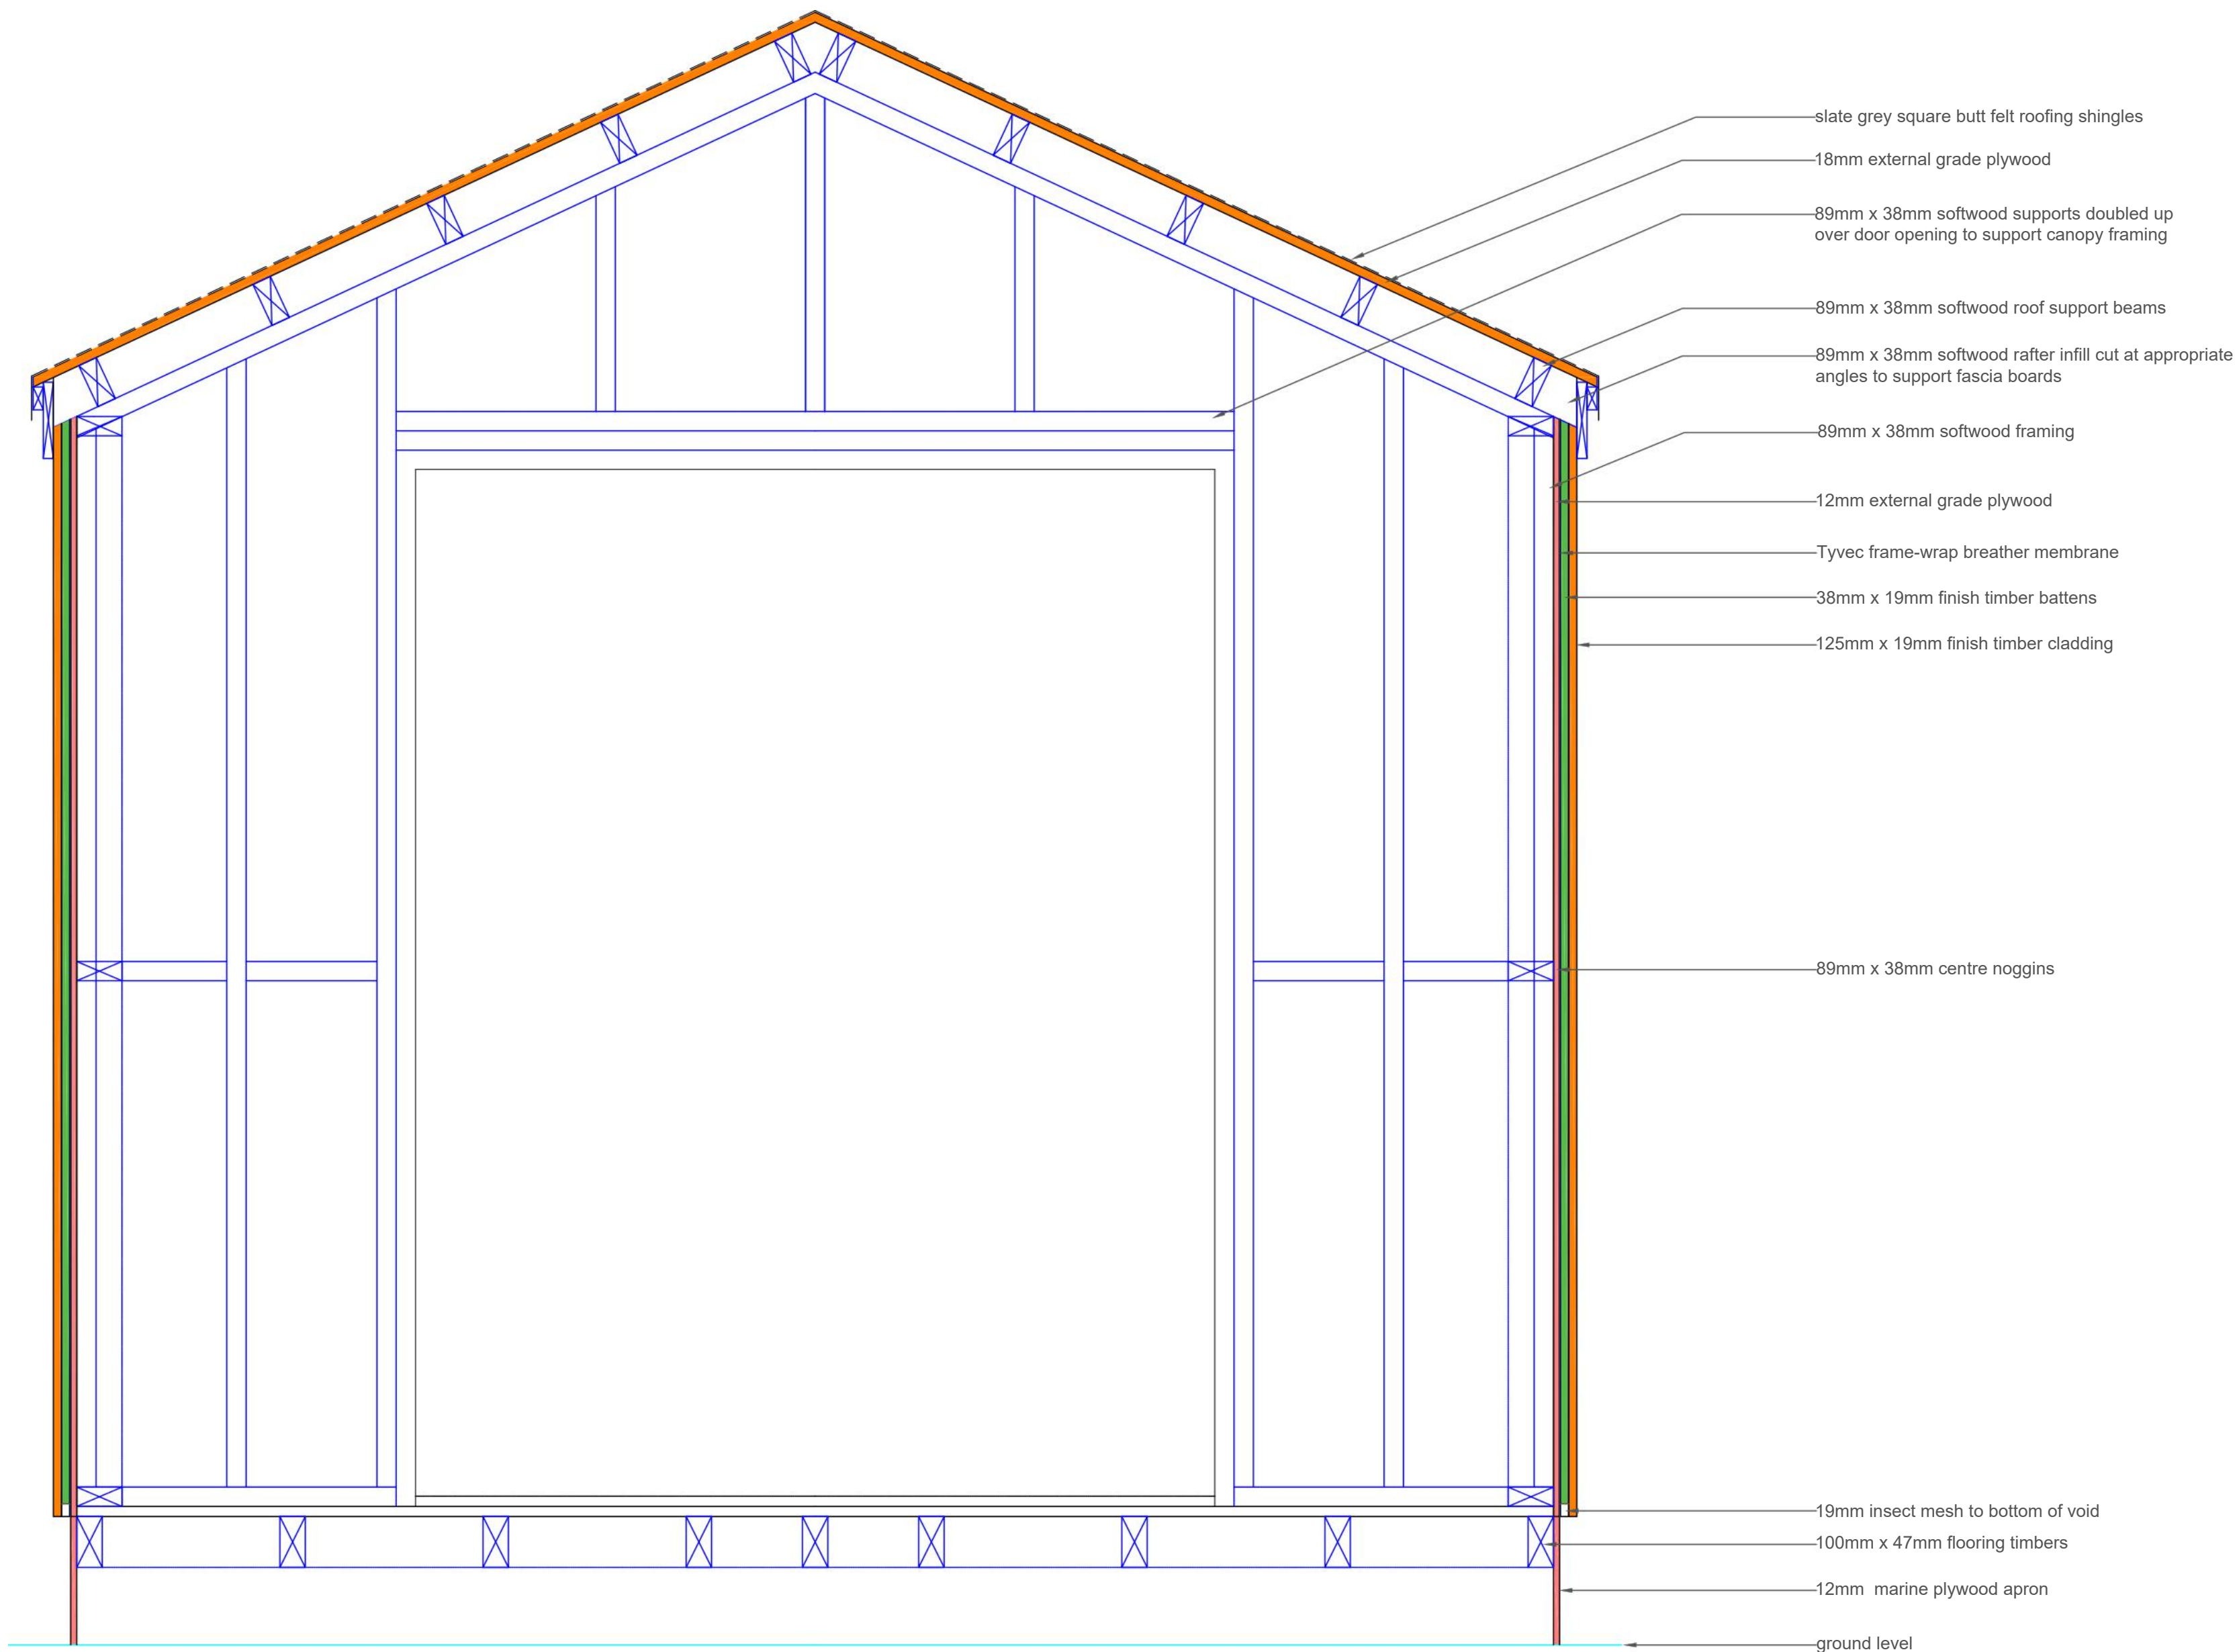 slate grey square butt felt roofing shingles
18mm external grade plywood
89mm x 38mm softwood supports doubled up
over door opening to support canopy framing
89mm x 38mm softwood roof support beams
89mm x 38mm softwood rafter infill cut at appropriate
angles to support fascia boards
89mm x 38mm softwood framing
12mm external grade plywood
Tyvec frame-wrap breather membrane
38mm x 19mm finish timber battens
125mm x 19mm finish timber cladding
89mm x 38mm centre noggins
19mm insect mesh to bottom of void
100mm x 47mm flooring timbers
12mm  marine plywood apron
ground level